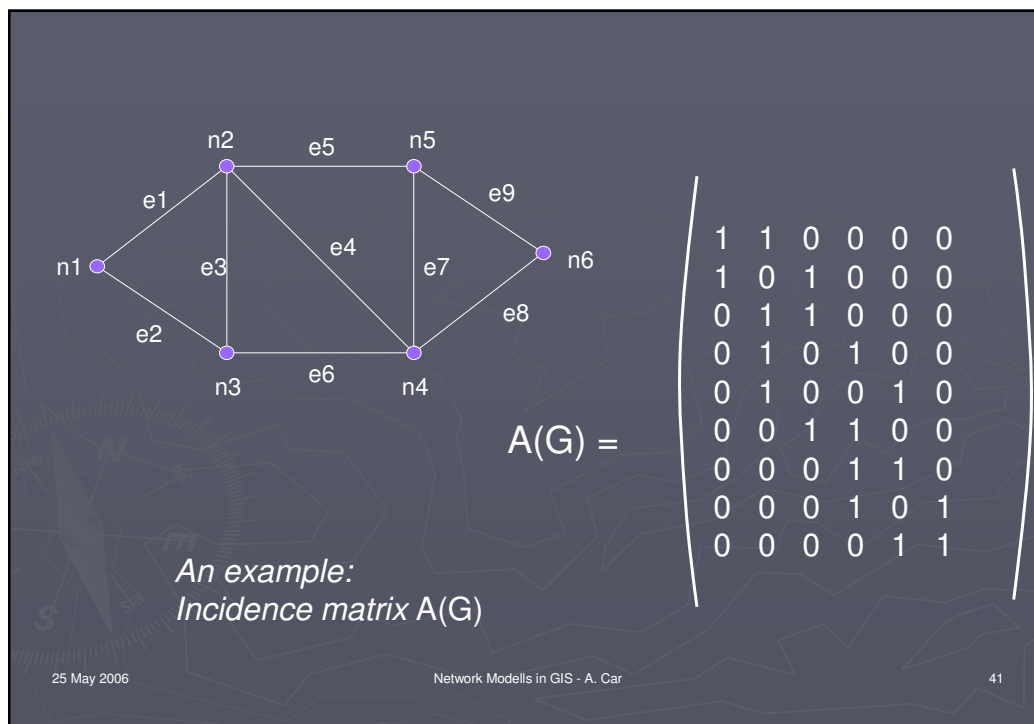 n2
e5
n5
e1
e9
n1
e3
e4
e7
n6
e2
e8
n3
e6
n4
A(G) =
1 1 0 0 0 0
1 0 1 0 0 0
0 1 1 0 0 0
0 1 0 1 0 0
0 1 0 0 1 0
0 0 1 1 0 0
0 0 0 1 1 0
0 0 0 1 0 1
0 0 0 0 1 1
An example:
Incidence matrix A(G)
N
NE
E
SE
S
NW
25 May 2006
Network Modells in GIS - A. Car
41